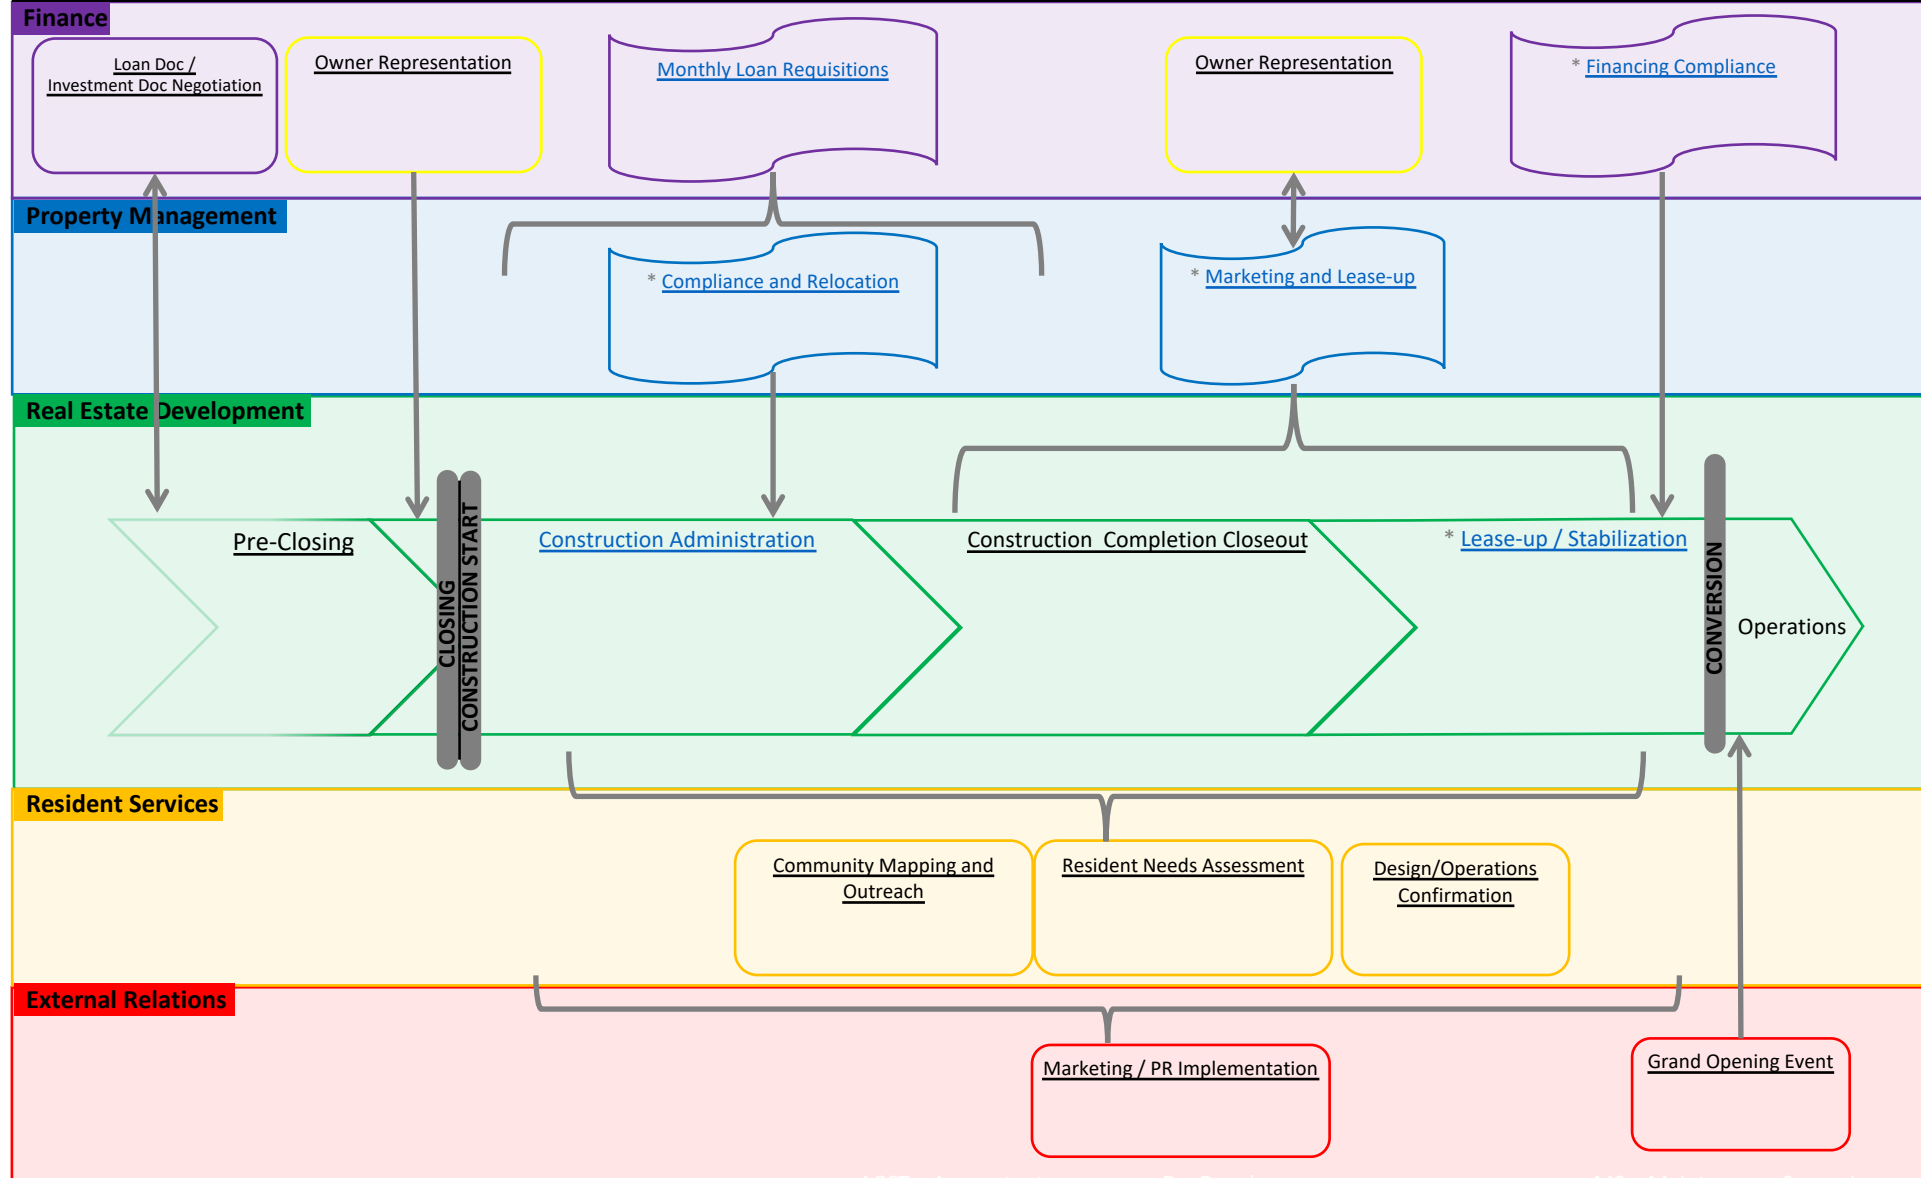 Finance
Loan Doc /
Investment Doc Negotiation
Owner Representation
Monthly Loan Requisitions
Owner Representation
* Financing Compliance
Property Management
* Compliance and Relocation
* Marketing and Lease-up
Real Estate Development
Pre-Closing
CLOSING
CONSTRUCTION START
Construction Administration
Construction Completion Closeout
* Lease-up / Stabilization
CONVERSION
Operations
Resident Services
Community Mapping and
Outreach
Resident Needs Assessment
Design/Operations
Confirmation
External Relations
Marketing / PR Implementation
Grand Opening Event